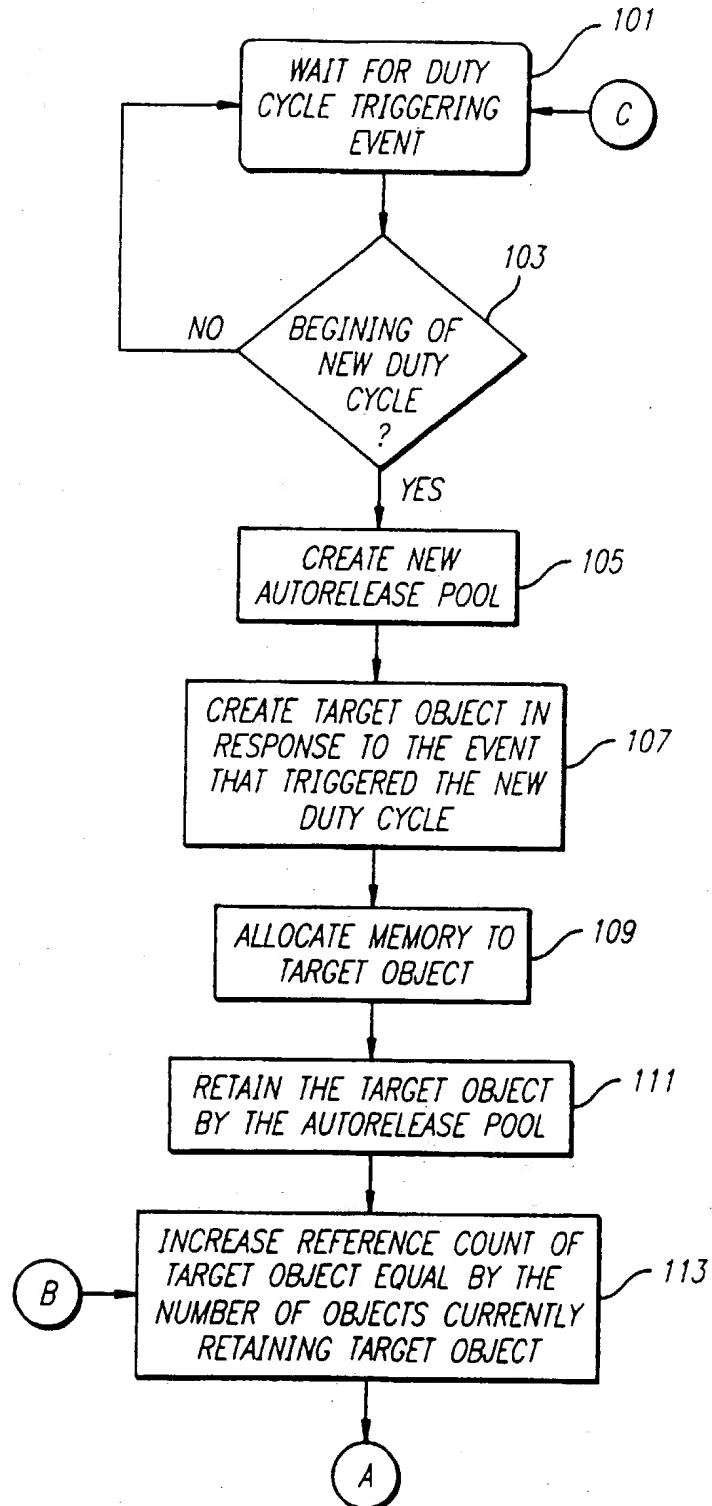 101
WAIT FOR DUTY
CYCLE TRIGGERING
EVENT
C
103
NO
BEGINING OF
NEW DUTY
CYCLE
?
YES
CREATE NEW
AUTORELEASE POOL
105
CREATE TARGET OBJECT IN
RESPONSE TO THE EVENT
THAT TRIGGERED THE NEW
DUTY CYCLE
107
ALLOCATE MEMORY TO
TARGET OBJECT
109
RETAIN THE TARGET OBJECT
BY THE AUTORELEASE POOL
111
INCREASE REFERENCE COUNT OF
TARGET OBJECT EQUAL BY THE
NUMBER OF OBJECTS CURRENTLY
RETAINING TARGET OBJECT
113
B
A